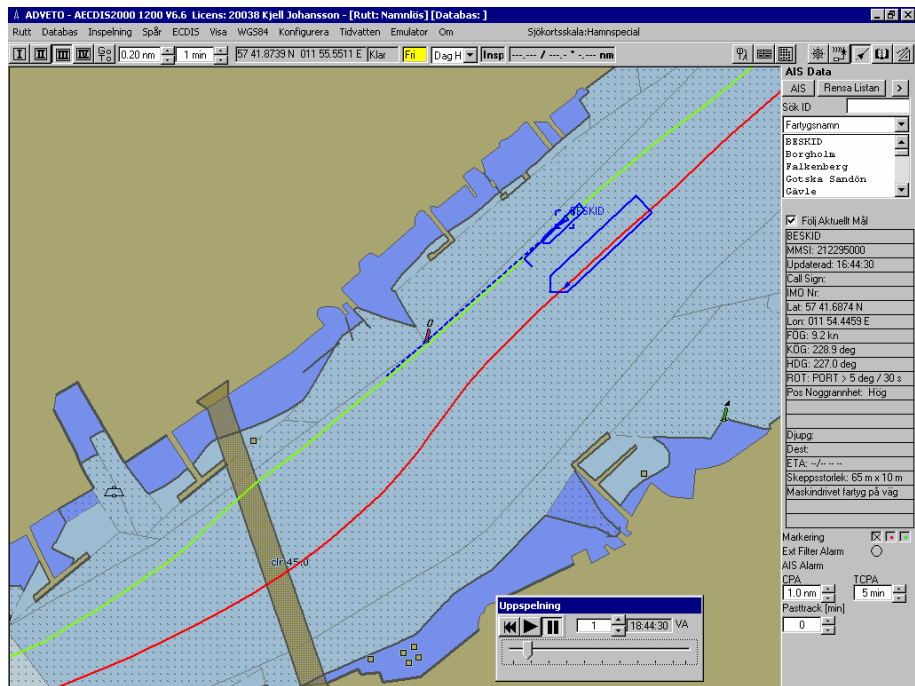 ADVETO - AECDIS2000 1200 V6.6 Licens: 20038 Kjell Johansson - [Rutt: Namnlös] [Databas: ]
Rutt Databas Inspelning Spår ECDIS Visa WGS84 Konfigurera Tidvatten Emulator Om Sjökortsskala:Hamnspecial
I II III IV Go To 0.20 nm 1 min 57 41.8739 N 011 55.5511 E Klar Fri Dag H Insp ---,--- / ---.- ° -,--- nm
AIS Data
AIS Rensa Listan >
Sök ID
Fartygsnamn
BESKID
Borgholm
Falkenberg
Gotska Sandön
Gävle
Följ Aktuellt Mål
BESKID
MMSI: 212295000
Updaterad: 16:44:30
Call Sign:
IMO Nr:
Lat: 57 41.6874 N
Lon: 011 54.4459 E
FÖG: 9.2 kn
KÖG: 228.9 deg
HDG: 227.0 deg
ROT: PORT > 5 deg / 30 s
Pos Noggrannhet: Hög
Djupg:
Dest:
ETA: --/-- -- --
Skeppsstorlek: 65 m x 10 m
Maskindrivet fartyg på väg
Markering
Ext Filter Alarm
AIS Alarm
CPA TCPA
1.0 nm 5 min
Pasttrack [min]
0
BESKID
clr 45.0
Uppspelning
1 18:44:30 VA